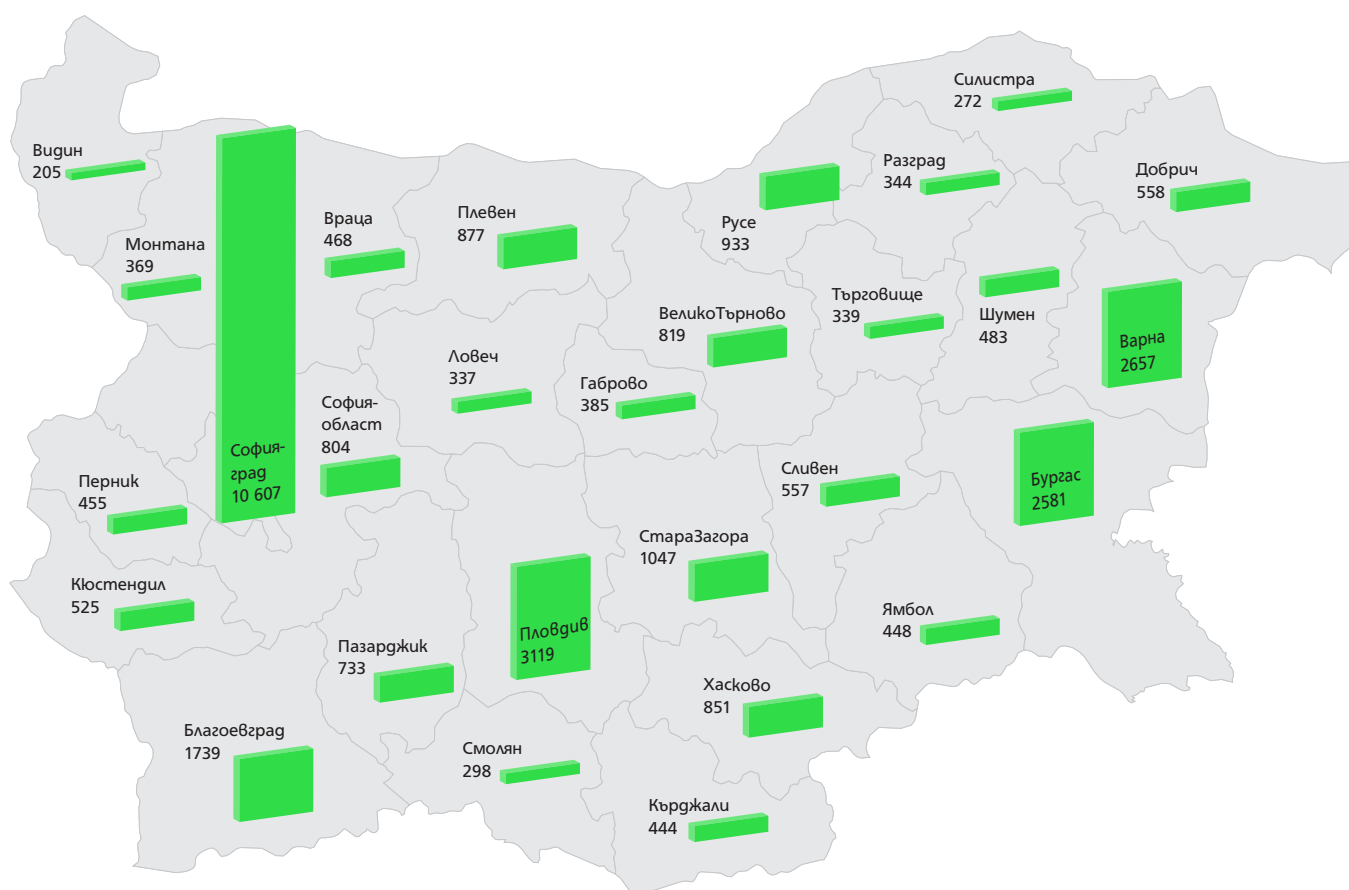 Силистра
272
Видин
205
Разград
344
Добрич
558
Враца
468
Плевен
877
Русе
933
Монтана
369
ВеликоТърново
819
Търговище
339
Шумен
483
Варна
2657
Ловеч
337
Габрово
385
София-
област
804
София-
град
10 607
Перник
455
Сливен
557
Бургас
2581
СтараЗагора
1047
Кюстендил
525
Пловдив
3119
Ямбол
448
Пазарджик
733
Хасково
851
Благоевград
1739
Смолян
298
Кърджали
444